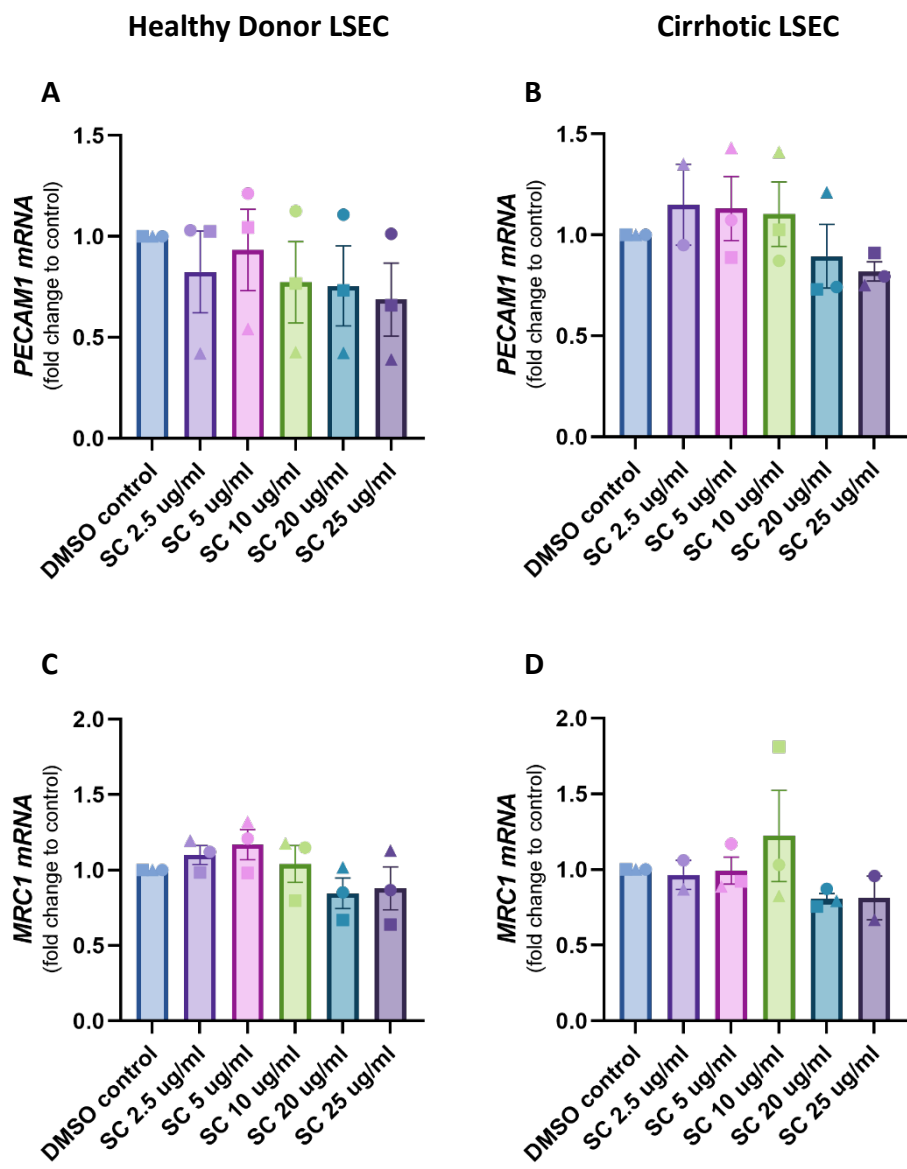 Healthy Donor LSEC
Cirrhotic LSEC
A
PECAM1 mRNA
(fold change to control)
1.5
1.0
0.5
0.0
DMSO control
SC 2.5 ug/ml
SC 5 ug/ml
SC 10 ug/ml
SC 20 ug/ml
SC 25 ug/ml
B
PECAM1 mRNA
(fold change to control)
1.5
1.0
0.5
0.0
DMSO control
SC 2.5 ug/ml
SC 5 ug/ml
SC 10 ug/ml
SC 20 ug/ml
SC 25 ug/ml
C
MRC1 mRNA
(fold change to control)
2.0
1.5
1.0
0.5
0.0
DMSO control
SC 2.5 ug/ml
SC 5 ug/ml
SC 10 ug/ml
SC 20 ug/ml
SC 25 ug/ml
D
MRC1 mRNA
(fold change to control)
2.0
1.5
1.0
0.5
0.0
DMSO control
SC 2.5 ug/ml
SC 5 ug/ml
SC 10 ug/ml
SC 20 ug/ml
SC 25 ug/ml